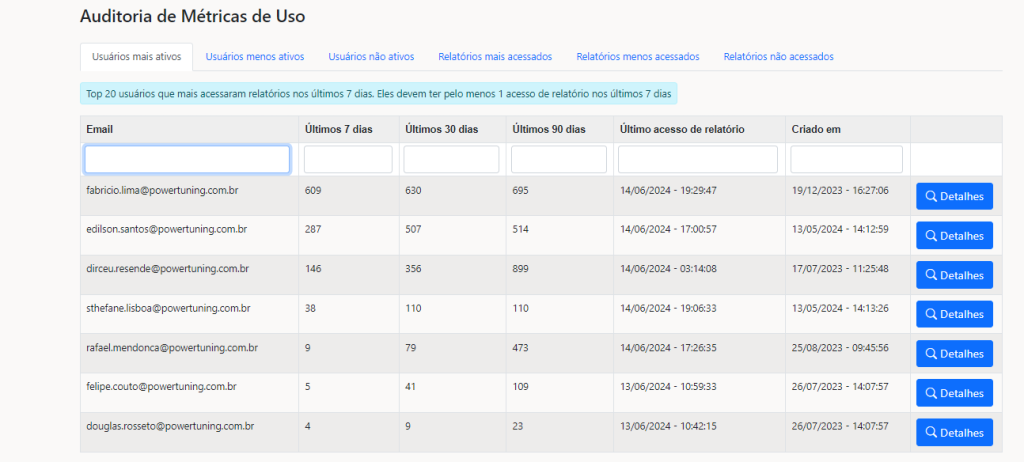 Auditoria de Métricas de Uso
Usuários mais ativos Usuários menos ativos Usuários não ativos Relatórios mais acessados Relatórios menos acessados Relatórios não acessados
Top 20 usuários que mais acessaram relatórios nos últimos 7 dias. Eles devem ter pelo menos 1 acesso de relatório nos últimos 7 dias
Email Últimos 7 dias Últimos 30 dias Últimos 90 dias Último acesso de relatório Criado em
fabricio.lima@powertuning.com.br 609 630 695 14/06/2024 - 19:29:47 19/12/2023 - 16:27:06 Detalhes
edilson.santos@powertuning.com.br 287 507 514 14/06/2024 - 17:00:57 13/05/2024 - 14:12:59 Detalhes
dirceu.resende@powertuning.com.br 146 356 899 14/06/2024 - 03:14:08 17/07/2023 - 11:25:48 Detalhes
sthefane.lisboa@powertuning.com.br 38 110 110 14/06/2024 - 19:06:33 13/05/2024 - 14:13:26 Detalhes
rafael.mendonca@powertuning.com.br 9 79 473 14/06/2024 - 17:26:35 25/08/2023 - 09:45:56 Detalhes
felipe.couto@powertuning.com.br 5 41 109 13/06/2024 - 10:59:33 26/07/2023 - 14:07:57 Detalhes
douglas.rosseto@powertuning.com.br 4 9 23 13/06/2024 - 10:42:15 26/07/2023 - 14:07:57 Detalhes